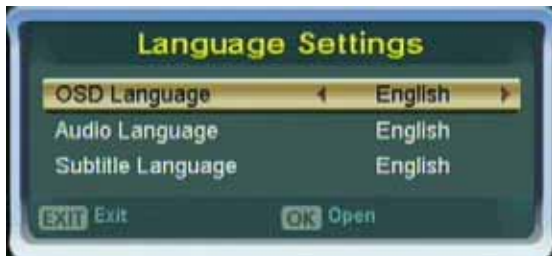 Language Settings
OSD Language English
Audio Language English
Subtitle Language English
EXIT Exit OK Open